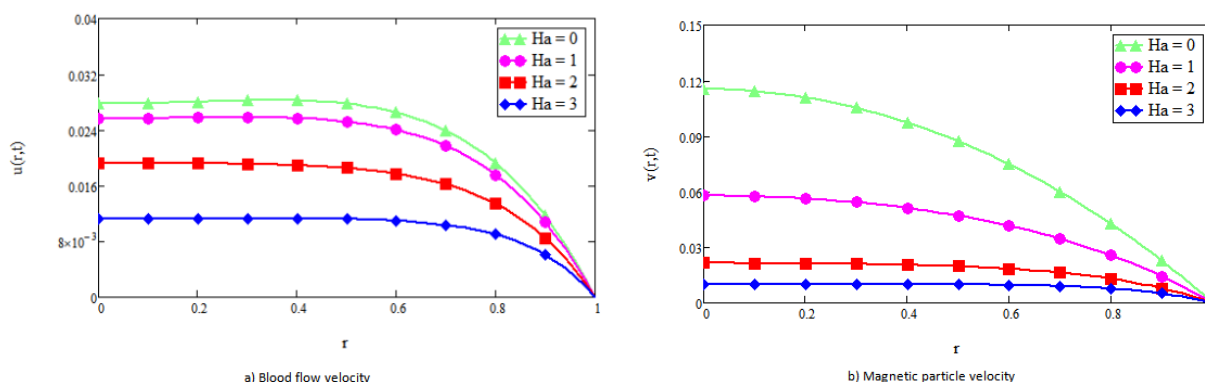 0.04
0.032
0.024
0.016
8×10⁻³
0
u(r,t)
0 0.2 0.4 0.6 0.8 1
r
Ha = 0
Ha = 1
Ha = 2
Ha = 3
a) Blood flow velocity
0.15
0.12
0.09
0.06
0.03
0
v(r,t)
0 0.2 0.4 0.6 0.8
r
Ha = 0
Ha = 1
Ha = 2
Ha = 3
b) Magnetic particle velocity